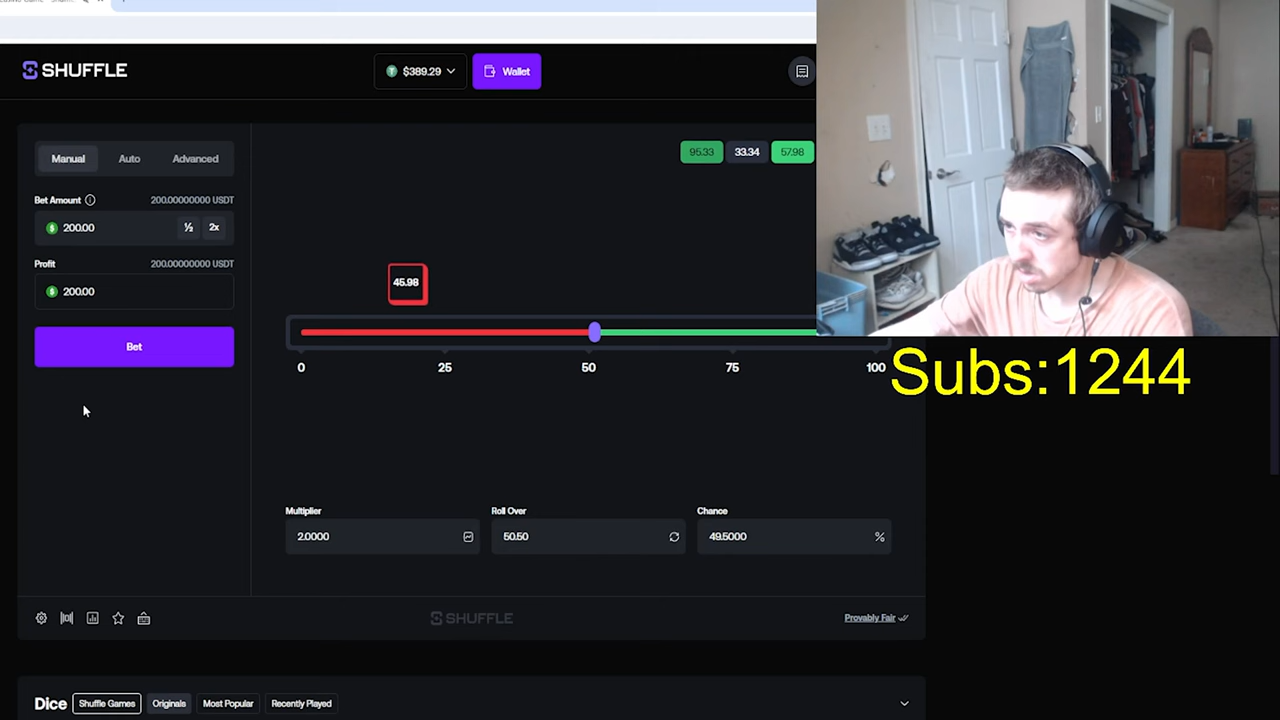 SHUFFLE
$389.29
Wallet
Manual
Auto
Advanced
95.33
33.34
57.98
Bet Amount
200.00000000 USDT
200.00
½
2x
Profit
200.00000000 USDT
200.00
45.98
Bet
0
25
50
75
100
Subs:1244
Multiplier
Roll Over
Chance
2.0000
50.50
49.5000
%
SHUFFLE
Provably Fair
Dice
Shuffle Games
Originals
Most Popular
Recently Played